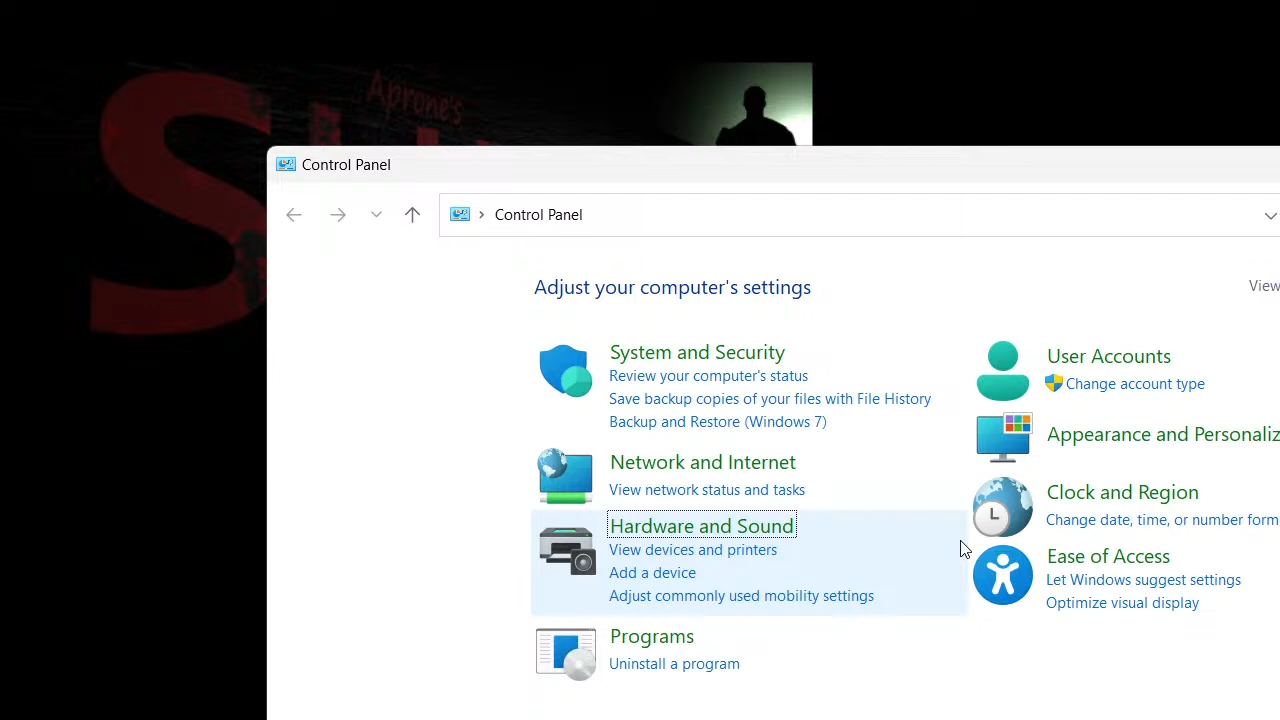 Aprone's
S
Control Panel
Control Panel
Adjust your computer's settings
View
System and Security
Review your computer's status
Save backup copies of your files with File History
Backup and Restore (Windows 7)
Network and Internet
View network status and tasks
Hardware and Sound
View devices and printers
Add a device
Adjust commonly used mobility settings
Programs
Uninstall a program
User Accounts
Change account type
Appearance and Personaliz
Clock and Region
Change date, time, or number form
Ease of Access
Let Windows suggest settings
Optimize visual display